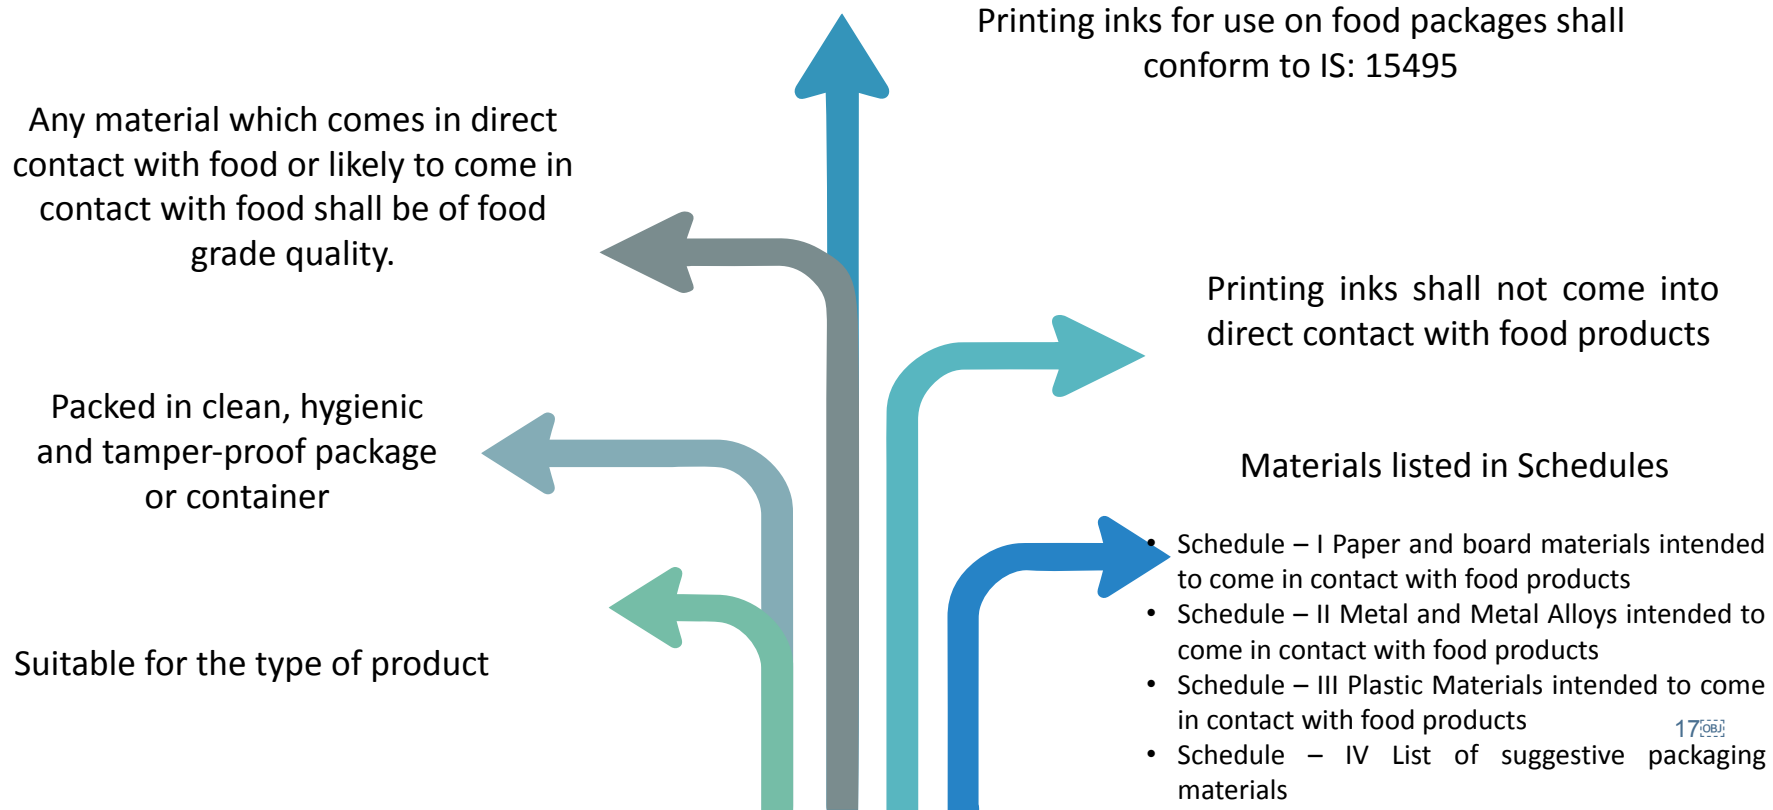 Printing inks for use on food packages shall
conform to IS: 15495
Any material which comes in direct
contact with food or likely to come in
contact with food shall be of food
grade quality.
Printing inks shall not come into
direct contact with food products
Packed in clean, hygienic
and tamper-proof package
or container
Materials listed in Schedules
• Schedule – I Paper and board materials intended
to come in contact with food products
• Schedule – II Metal and Metal Alloys intended to
come in contact with food products
• Schedule – III Plastic Materials intended to come
in contact with food products
• Schedule – IV List of suggestive packaging
materials
Suitable for the type of product
17OBJ